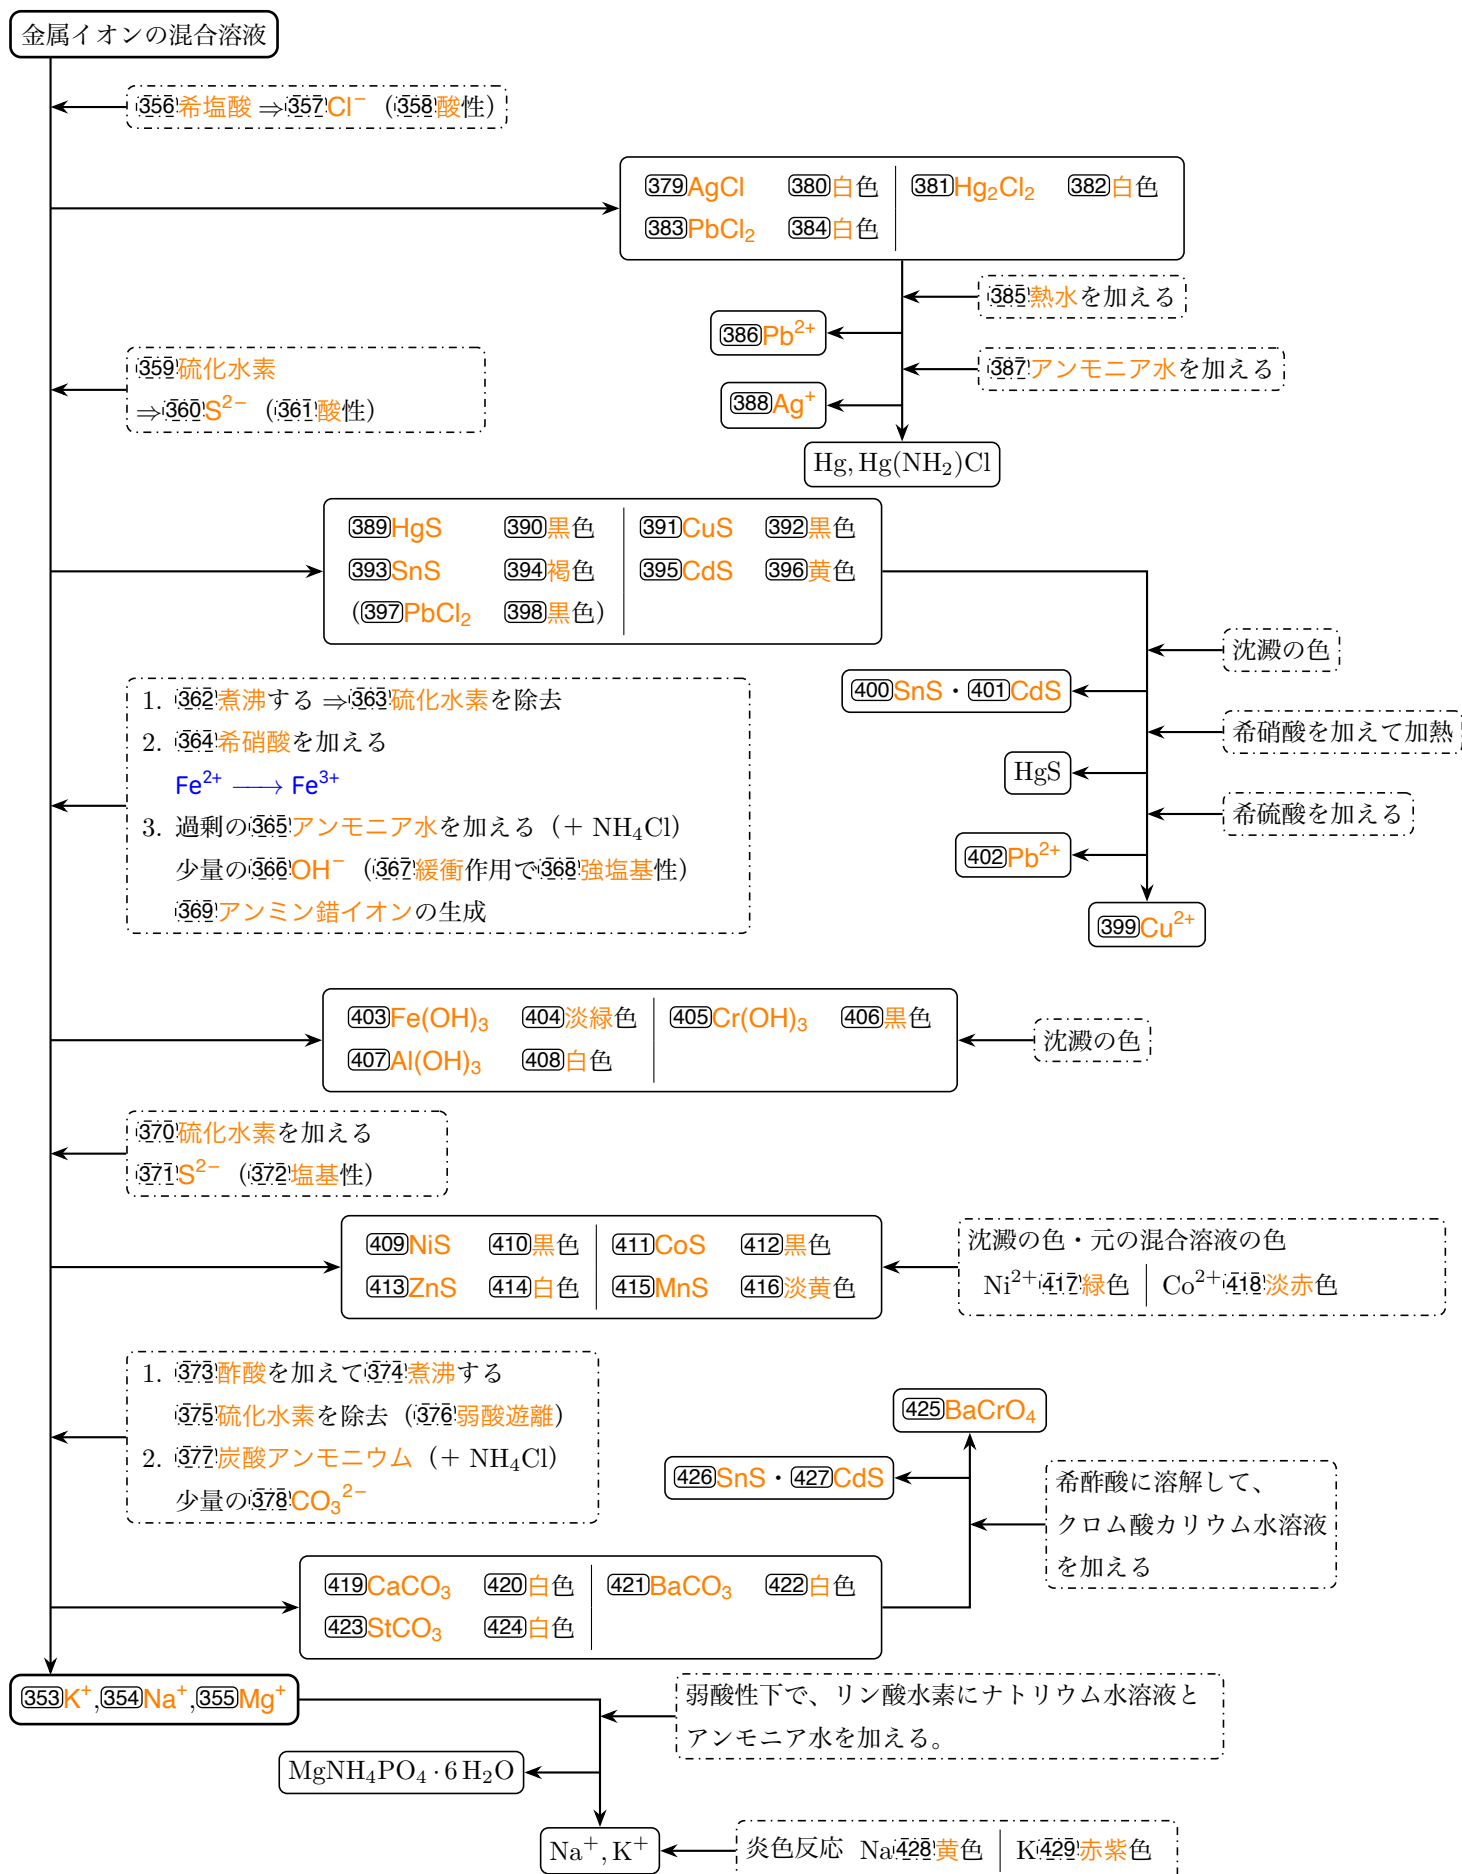 金属イオンの混合溶液
356希塩酸⇒357Cl⁻（358酸性）
379AgCl 380白色 381Hg₂Cl₂ 382白色
383PbCl₂ 384白色
385熱水を加える
386Pb²⁺
387アンモニア水を加える
388Ag⁺
Hg, Hg(NH₂)Cl
359硫化水素
⇒360S²⁻（361酸性）
389HgS 390黒色 391CuS 392黒色
393SnS 394褐色 395CdS 396黄色
(397PbCl₂ 398黒色)
沈澱の色
400SnS・401CdS
希硝酸を加えて加熱
HgS
希硫酸を加える
402Pb²⁺
399Cu²⁺
1. 362煮沸する⇒363硫化水素を除去
2. 364希硝酸を加える
Fe²⁺ ⟶ Fe³⁺
3. 過剰の365アンモニア水を加える（+ NH₄Cl）
少量の366OH⁻（367緩衝作用で368強塩基性）
369アンミン錯イオンの生成
403Fe(OH)₃ 404淡緑色 405Cr(OH)₃ 406黒色
407Al(OH)₃ 408白色
沈澱の色
370硫化水素を加える
371S²⁻（372塩基性）
409NiS 410黒色 411CoS 412黒色
413ZnS 414白色 415MnS 416淡黄色
沈澱の色・元の混合溶液の色
Ni²⁺417緑色 Co²⁺418淡赤色
1. 373酢酸を加えて374煮沸する
375硫化水素を除去（376弱酸遊離）
2. 377炭酸アンモニウム（+ NH₄Cl）
少量の378CO₃²⁻
419CaCO₃ 420白色 421BaCO₃ 422白色
423StCO₃ 424白色
425BaCrO₄
426SnS・427CdS
希酢酸に溶解して、
クロム酸カリウム水溶液
を加える
353K⁺,354Na⁺,355Mg⁺
弱酸性下で、リン酸水素にナトリウム水溶液と
アンモニア水を加える。
MgNH₄PO₄·6H₂O
Na⁺, K⁺
炎色反応 Na428黄色 K429赤紫色